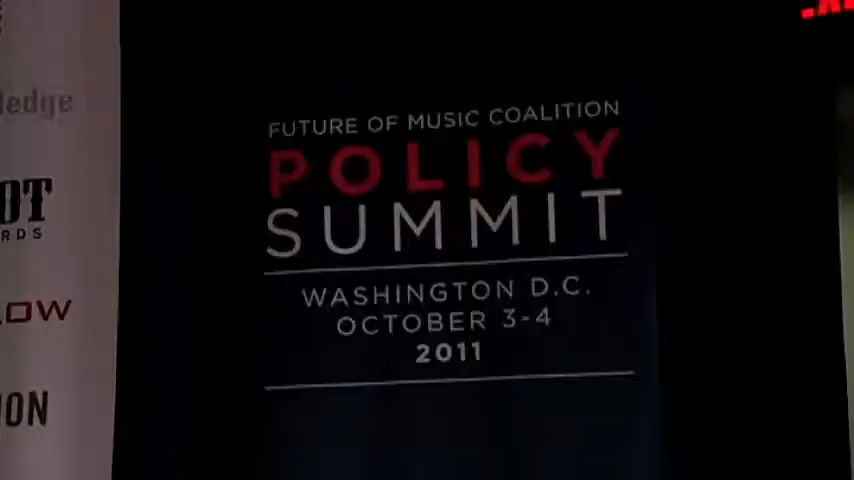 FUTURE OF MUSIC COALITION
POLICY
SUMMIT
WASHINGTON D.C.
OCTOBER 3-4
2011